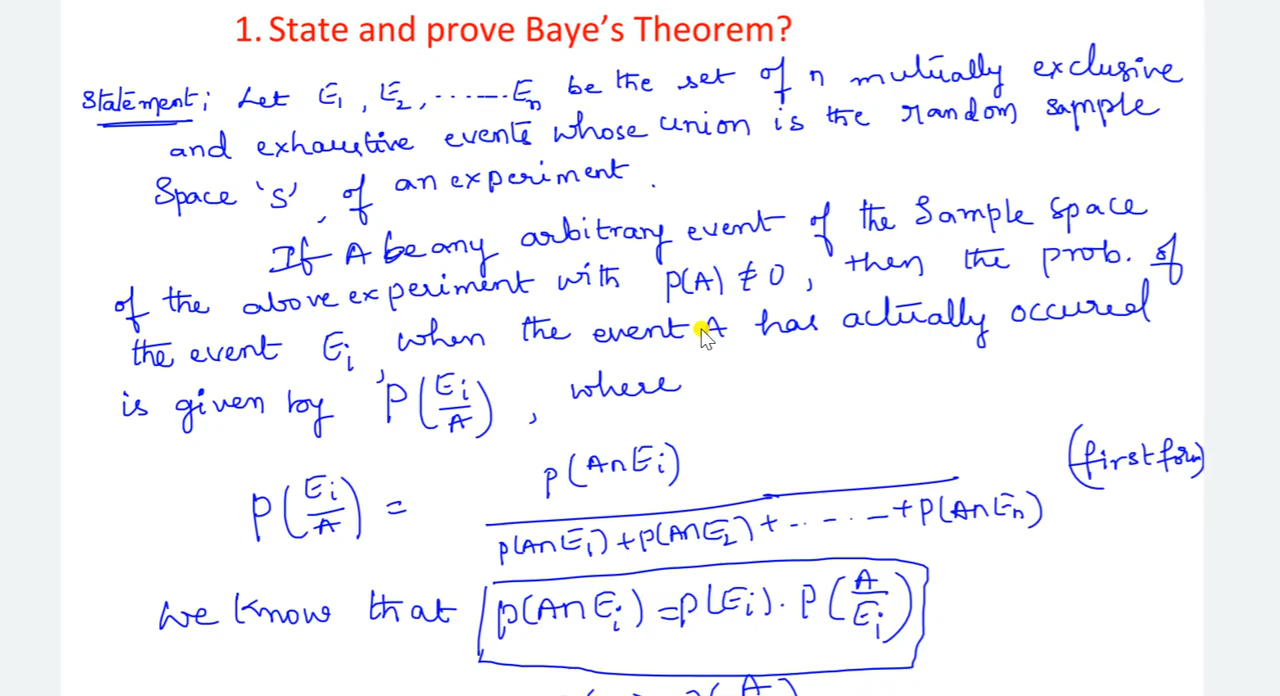 1. State and prove Baye's Theorem?
Statement: Let E₁, E₂, ....... Eₙ be the set of n mutually exclusive
and exhaustive events whose union is the random sample
Space 'S', of an experiment.
If A be any arbitrary event of the Sample space
of the above experiment with P(A) ≠ 0, then the prob. of
the event Eᵢ, when the event A has actually occured
is given by P(Eᵢ/A), where
P(Eᵢ/A) = P(A∩Eᵢ) / P(A∩E₁)+P(A∩E₂)+.......+P(A∩Eₙ) (first form)
We know that P(A∩Eᵢ)=P(Eᵢ). P(A/Eᵢ)